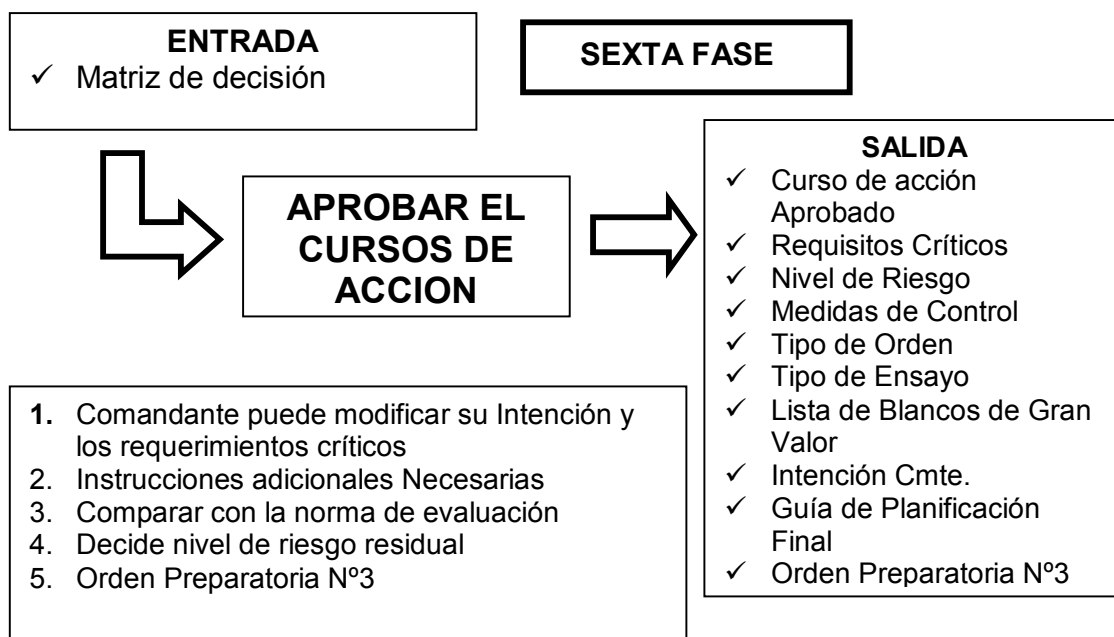 ENTRADA
✓ Matriz de decisión
SEXTA FASE
APROBAR EL
CURSOS DE
ACCION
SALIDA
✓ Curso de acción
Aprobado
✓ Requisitos Críticos
✓ Nivel de Riesgo
✓ Medidas de Control
✓ Tipo de Orden
✓ Tipo de Ensayo
✓ Lista de Blancos de Gran
Valor
✓ Intención Cmte.
✓ Guía de Planificación
Final
✓ Orden Preparatoria Nº3
1. Comandante puede modificar su Intención y
los requerimientos críticos
2. Instrucciones adicionales Necesarias
3. Comparar con la norma de evaluación
4. Decide nivel de riesgo residual
5. Orden Preparatoria Nº3